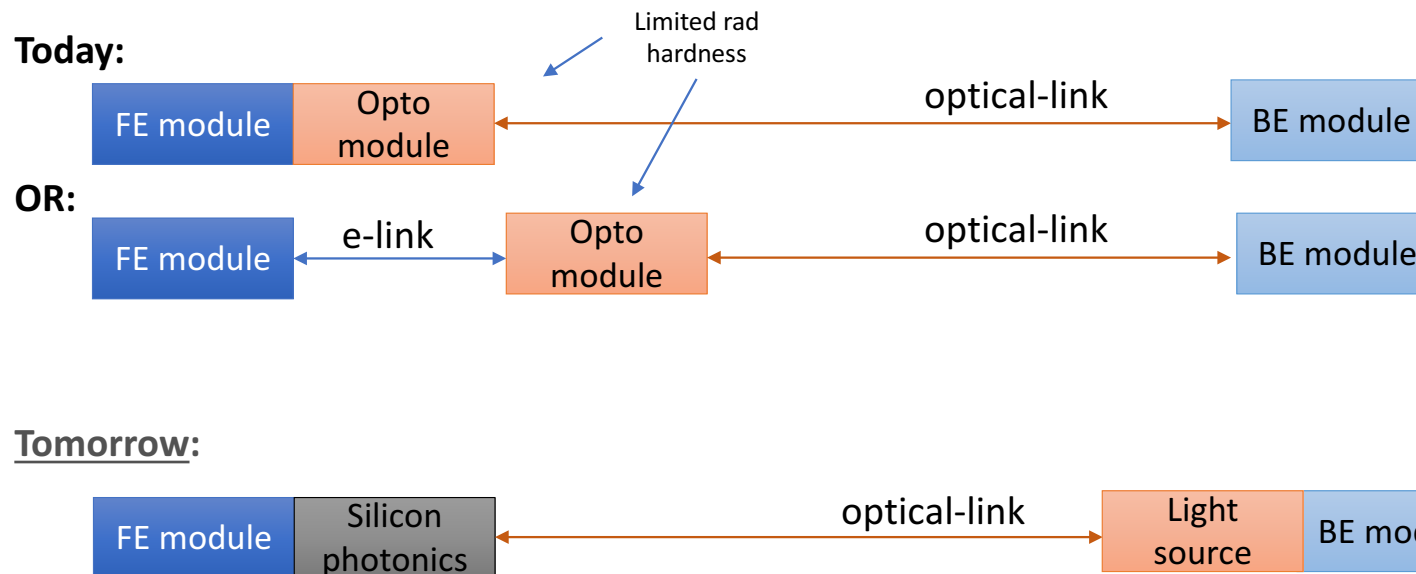 Limited rad
hardness
Today:
FE module
Opto
module
optical-link
BE module
OR:
FE module
e-link
Opto
module
optical-link
BE module
Tomorrow:
FE module
Silicon
photonics
optical-link
Light
source